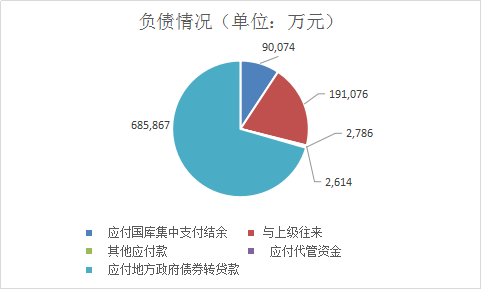 负债情况（单位：万元）
90,074
191,076
2,786
2,614
685,867
应付国库集中支付结余 与上级往来
其他应付款 应付代管资金
应付地方政府债券转贷款